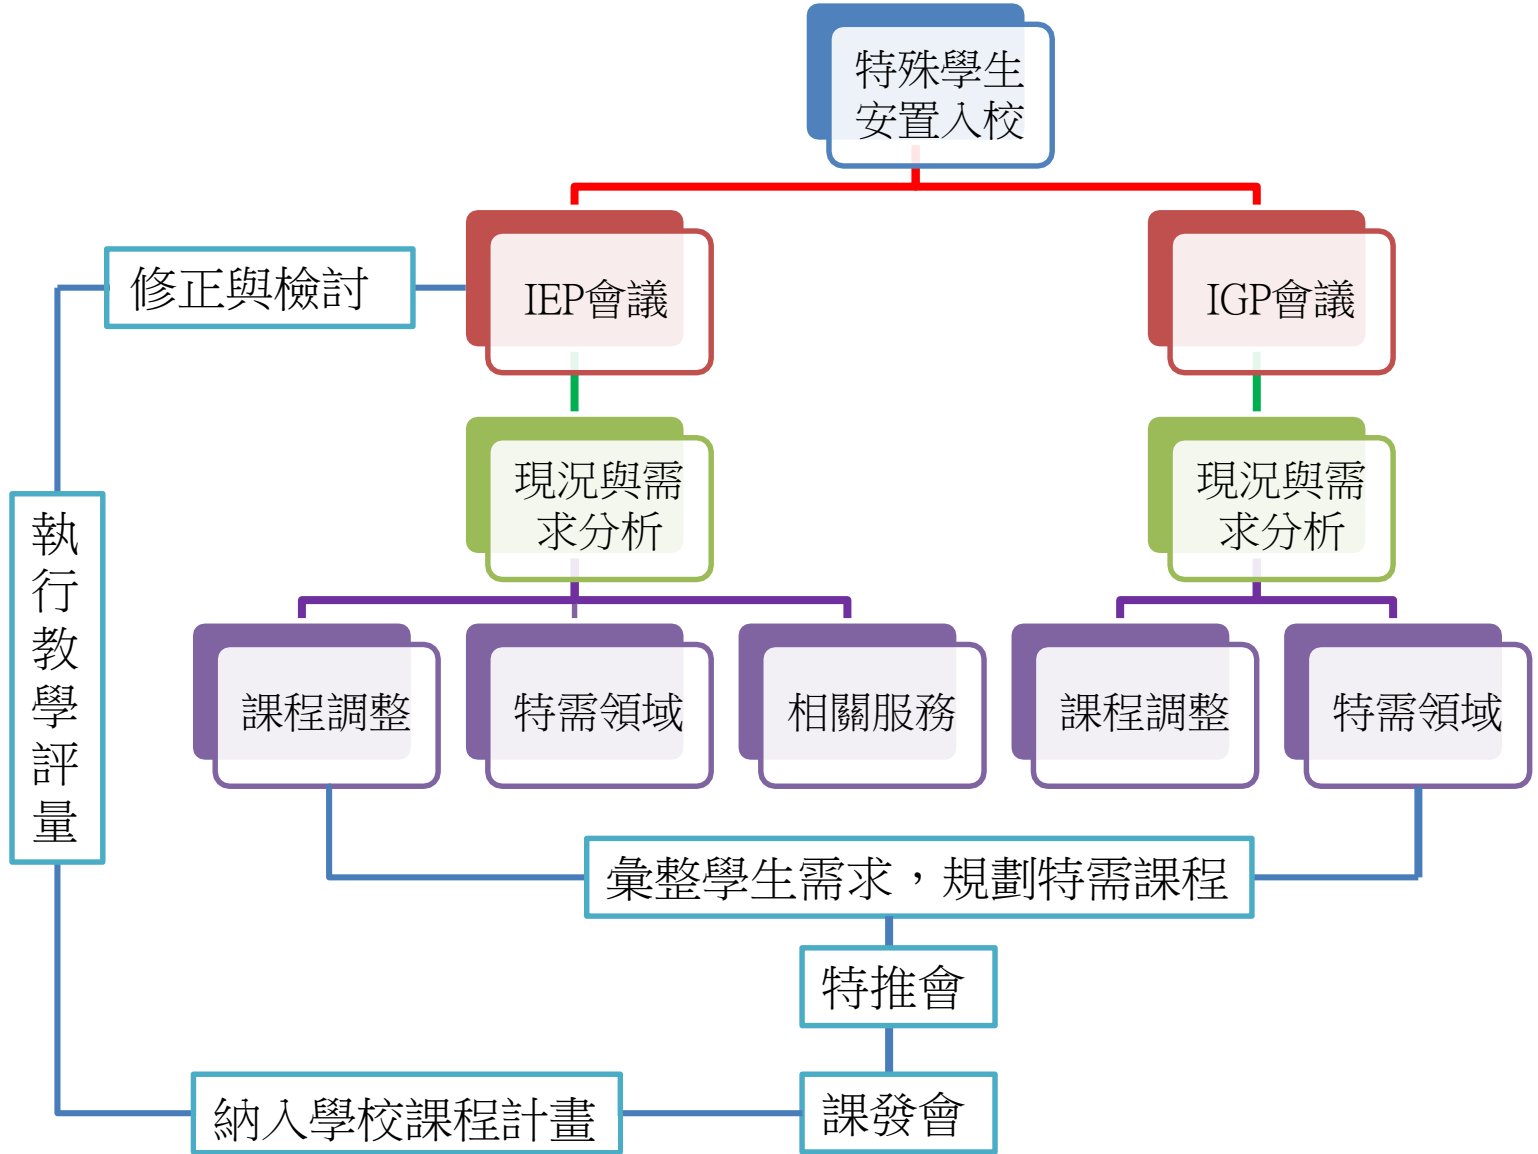 特殊學生
安置入校
修正與檢討
IEP會議
IGP會議
現況與需
求分析
現況與需
求分析
執行教學評量
課程調整
特需領域
相關服務
課程調整
特需領域
彙整學生需求，規劃特需課程
特推會
納入學校課程計畫
課發會